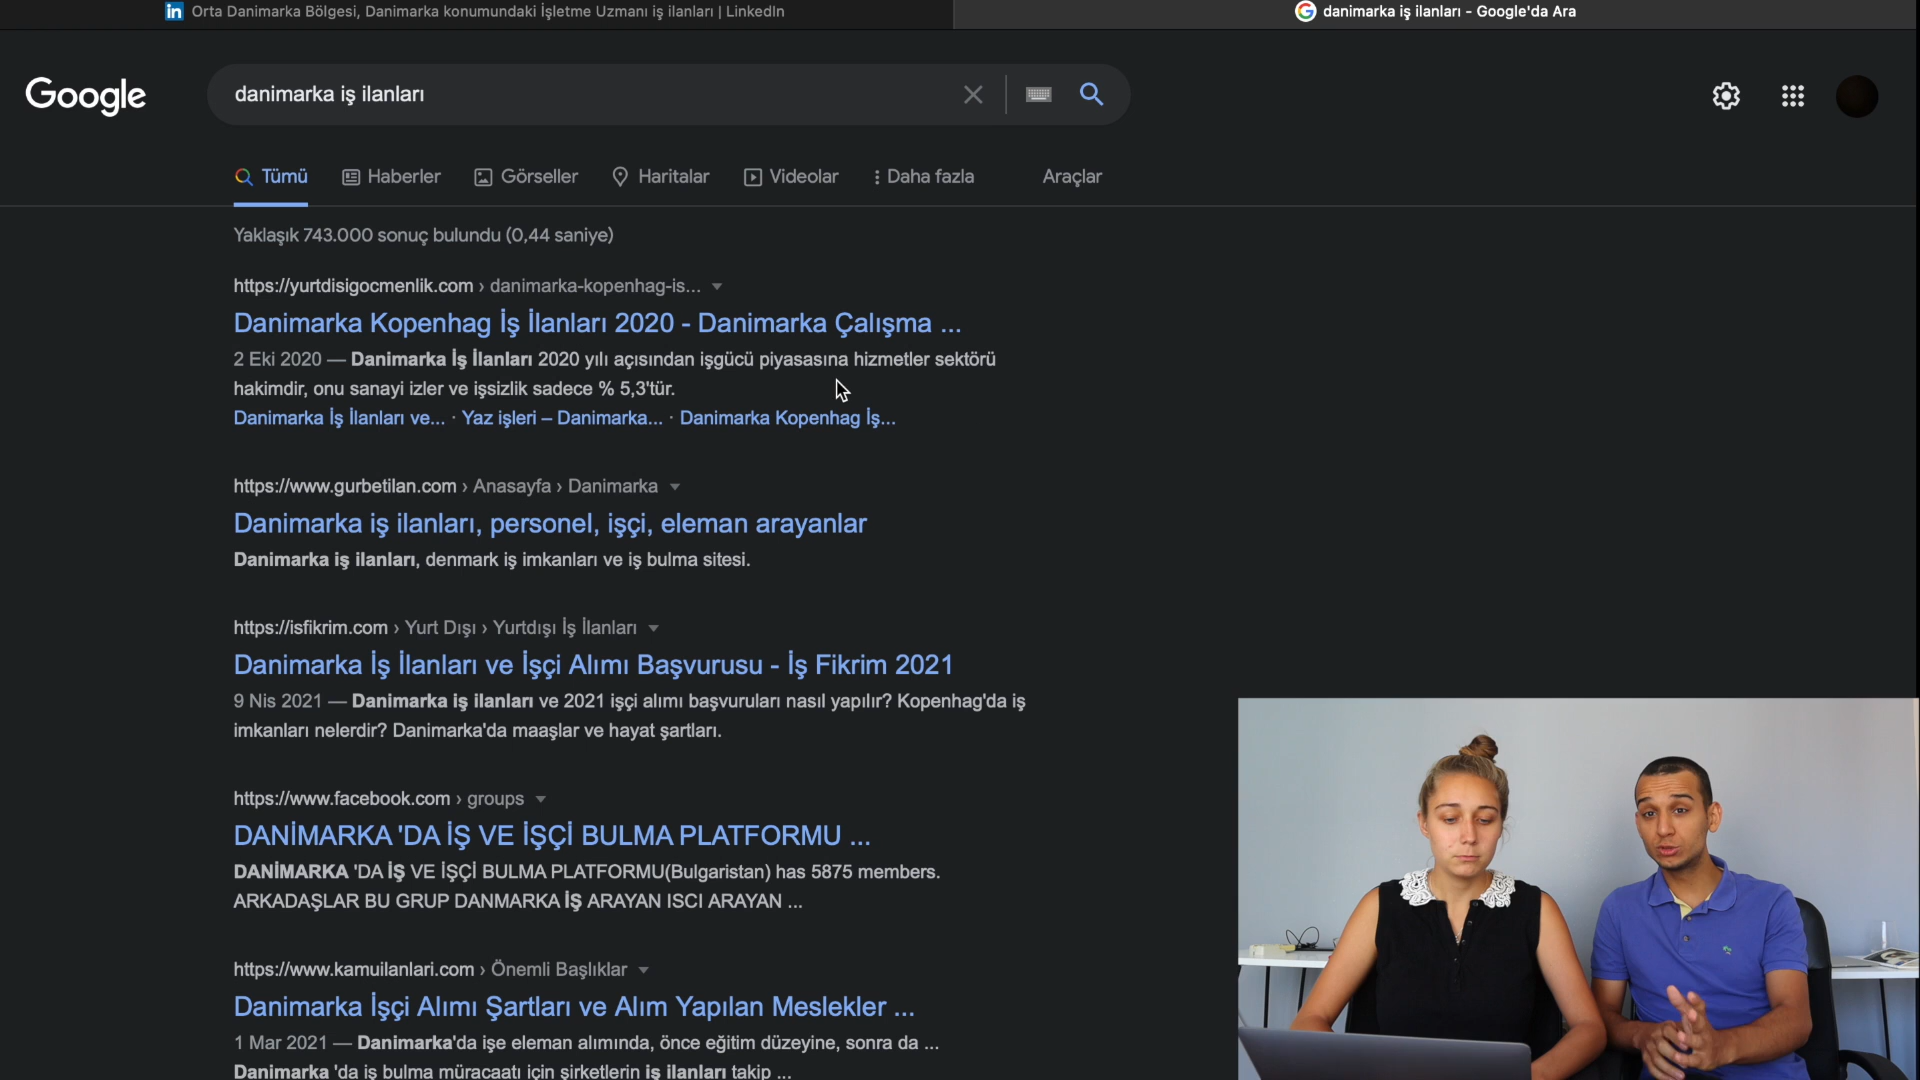 in Orta Danimarka Bölgesi, Danimarka konumundaki İşletme Uzmanı iş ilanları | LinkedIn
danimarka iş ilanları - Google'da Ara
Google
danimarka iş ilanları
Tümü
Haberler
Görseller
Haritalar
Videolar
Daha fazla
Araçlar
Yaklaşık 743.000 sonuç bulundu (0,44 saniye)
https://yurtdisigocmenlik.com › danimarka-kopenhag-is...
Danimarka Kopenhag İş İlanları 2020 - Danimarka Çalışma ...
2 Eki 2020 — Danimarka İş İlanları 2020 yılı açısından işgücü piyasasına hizmetler sektörü
hakimdir, onu sanayi izler ve işsizlik sadece % 5,3'tür.
Danimarka İş İlanları ve... · Yaz işleri – Danimarka... · Danimarka Kopenhag İş...
https://www.gurbetilan.com › Anasayfa › Danimarka
Danimarka iş ilanları, personel, işçi, eleman arayanlar
Danimarka iş ilanları, denmark iş imkanları ve iş bulma sitesi.
https://isfikrim.com › Yurt Dışı › Yurtdışı İş İlanları
Danimarka İş İlanları ve İşçi Alımı Başvurusu - İş Fikrim 2021
9 Nis 2021 — Danimarka iş ilanları ve 2021 işçi alımı başvuruları nasıl yapılır? Kopenhag'da iş
imkanları nelerdir? Danimarka'da maaşlar ve hayat şartları.
https://www.facebook.com › groups
DANİMARKA 'DA İŞ VE İŞÇİ BULMA PLATFORMU ...
DANİMARKA 'DA İŞ VE İŞÇİ BULMA PLATFORMU(Bulgaristan) has 5875 members.
ARKADAŞLAR BU GRUP DANMARKA İŞ ARAYAN ISCI ARAYAN ...
https://www.kamuilanlari.com › Önemli Başlıklar
Danimarka İşçi Alımı Şartları ve Alım Yapılan Meslekler ...
1 Mar 2021 — Danimarka'da işe eleman alımında, önce eğitim düzeyine, sonra da ...
Danimarka 'da iş bulma müracaatı için şirketlerin iş ilanları takip ...